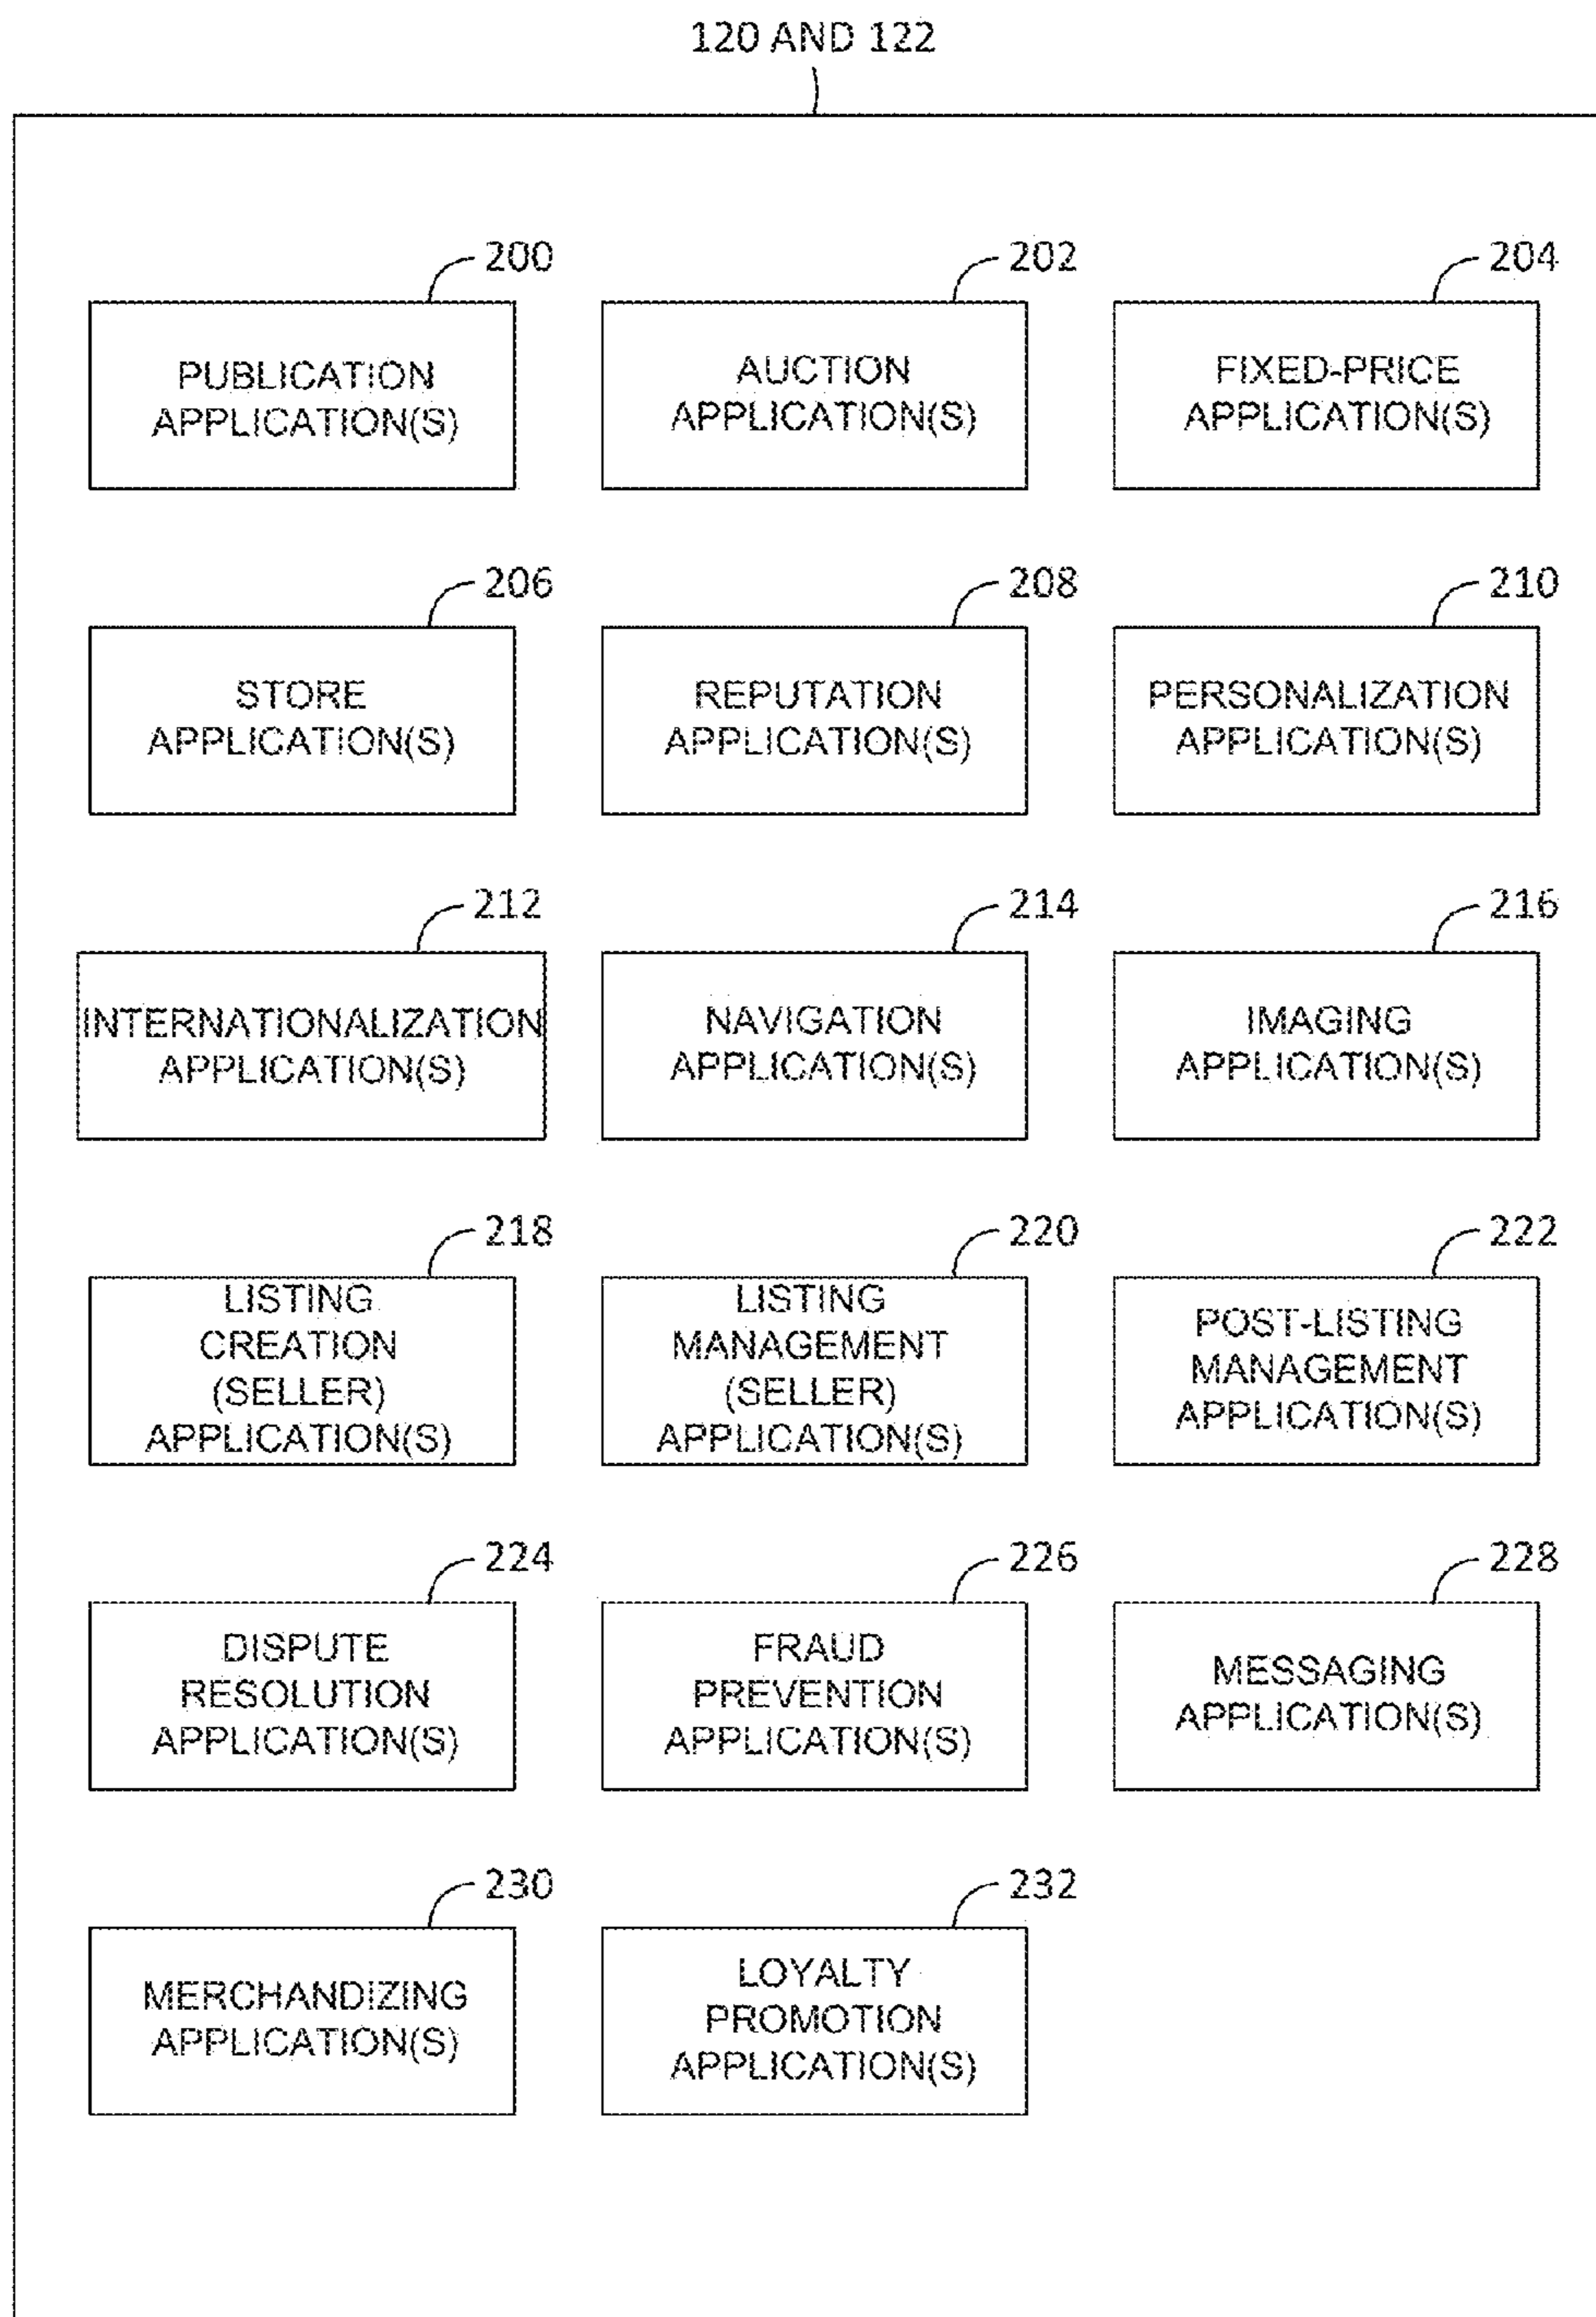 120 AND 122
200
PUBLICATION
APPLICATION(S)
202
AUCTION
APPLICATION(S)
204
FIXED-PRICE
APPLICATION(S)
206
STORE
APPLICATION(S)
208
REPUTATION
APPLICATION(S)
210
PERSONALIZATION
APPLICATION(S)
212
INTERNATIONALIZATION
APPLICATION(S)
214
NAVIGATION
APPLICATION(S)
216
IMAGING
APPLICATION(S)
218
LISTING
CREATION
(SELLER)
APPLICATION(S)
220
LISTING
MANAGEMENT
(SELLER)
APPLICATION(S)
222
POST-LISTING
MANAGEMENT
APPLICATION(S)
224
DISPUTE
RESOLUTION
APPLICATION(S)
226
FRAUD
PREVENTION
APPLICATION(S)
228
MESSAGING
APPLICATION(S)
230
MERCHANDIZING
APPLICATION(S)
232
LOYALTY
PROMOTION
APPLICATION(S)